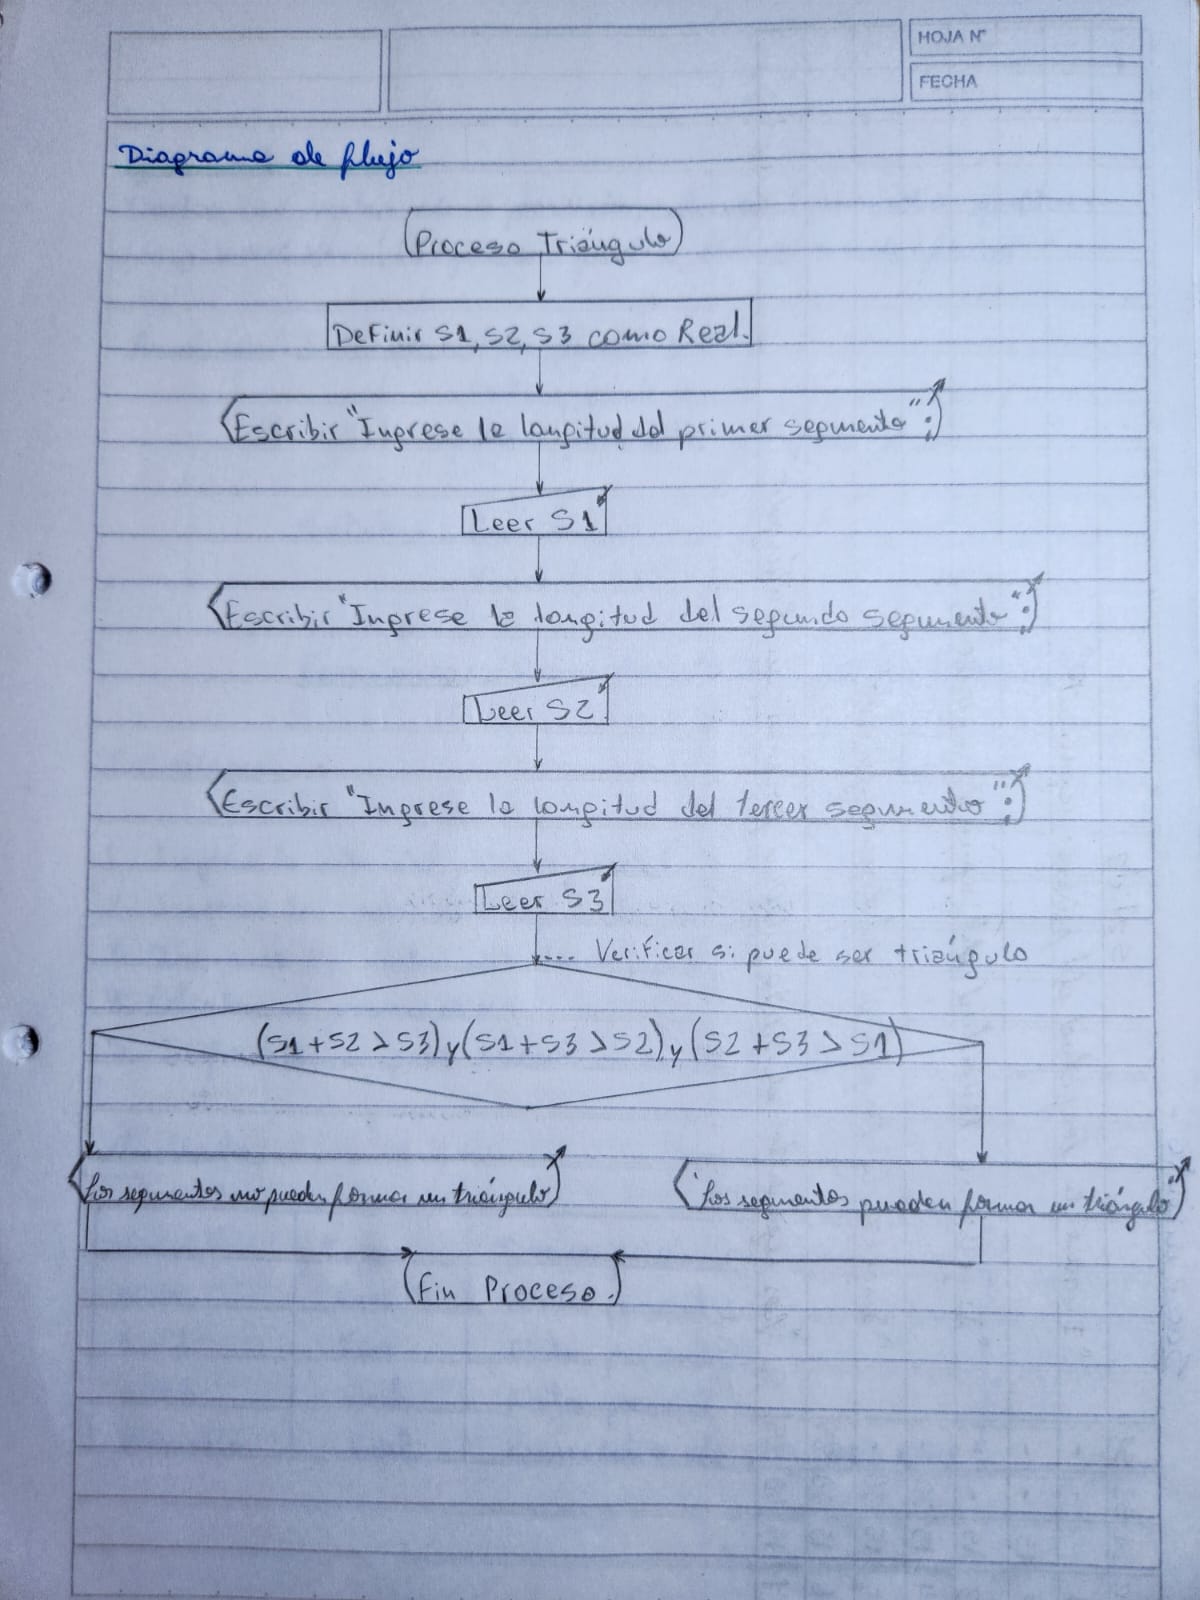 HOJA N°
FECHA
Diagrama de flujo
Proceso Triángulo
Definir S1, S2, S3 como Real.
Escribir "Ingrese la longitud del primer segmento";
Leer S1
Escribir "Ingrese la longitud del segundo segmento";
Leer S2
Escribir "Ingrese la longitud del tercer segmento";
Leer S3
.... Verificar si puede ser triángulo
(S1+S2>S3) y (S1+S3>S2) y (S2+S3>S1)
Los segmentos no pueden formar un triángulo
"Los segmentos pueden formar un triángulo"
Fin Proceso.